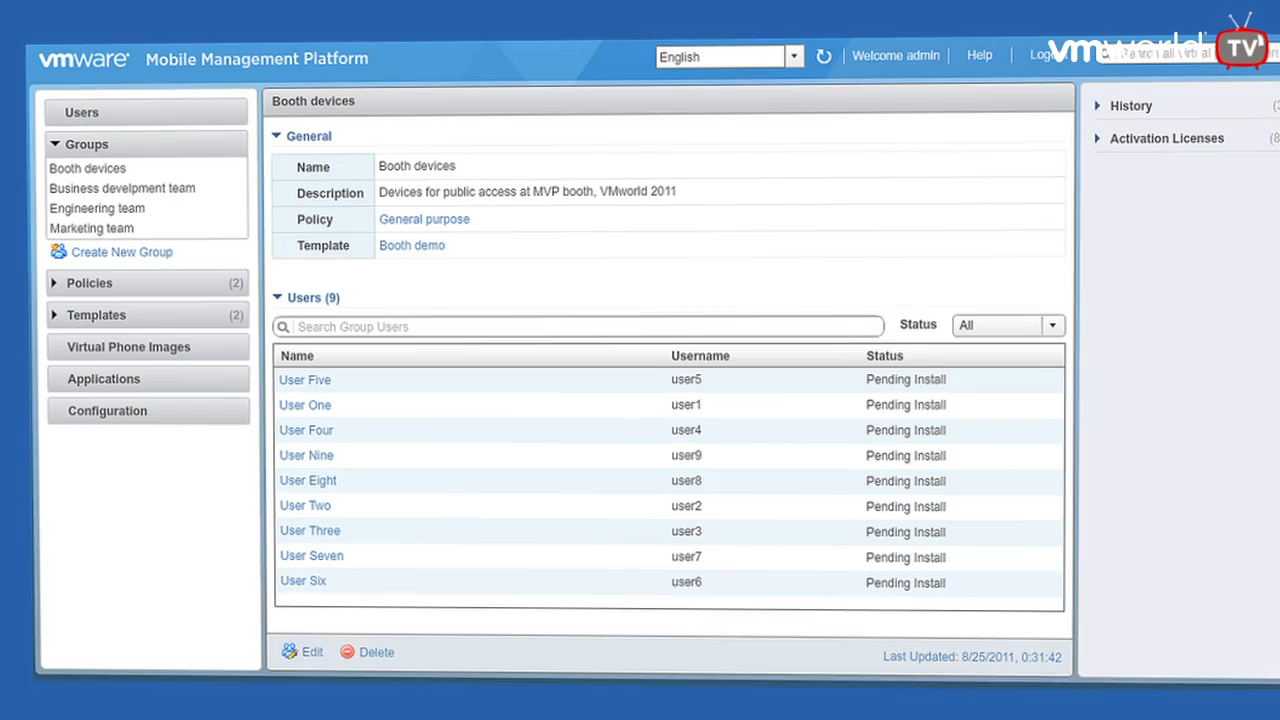 vmware® Mobile Management Platform
English
Welcome admin
Help
vmworld TV
Users
Groups
Booth devices
Business develpment team
Engineering team
Marketing team
Create New Group
Policies (2)
Templates (2)
Virtual Phone Images
Applications
Configuration
Booth devices
General
Name Booth devices
Description Devices for public access at MVP booth, VMworld 2011
Policy General purpose
Template Booth demo
Users (9)
Search Group Users
Status All
Name Username Status
User Five user5 Pending Install
User One user1 Pending Install
User Four user4 Pending Install
User Nine user9 Pending Install
User Eight user8 Pending Install
User Two user2 Pending Install
User Three user3 Pending Install
User Seven user7 Pending Install
User Six user6 Pending Install
Edit Delete
Last Updated: 8/25/2011, 0:31:42
History
Activation Licenses